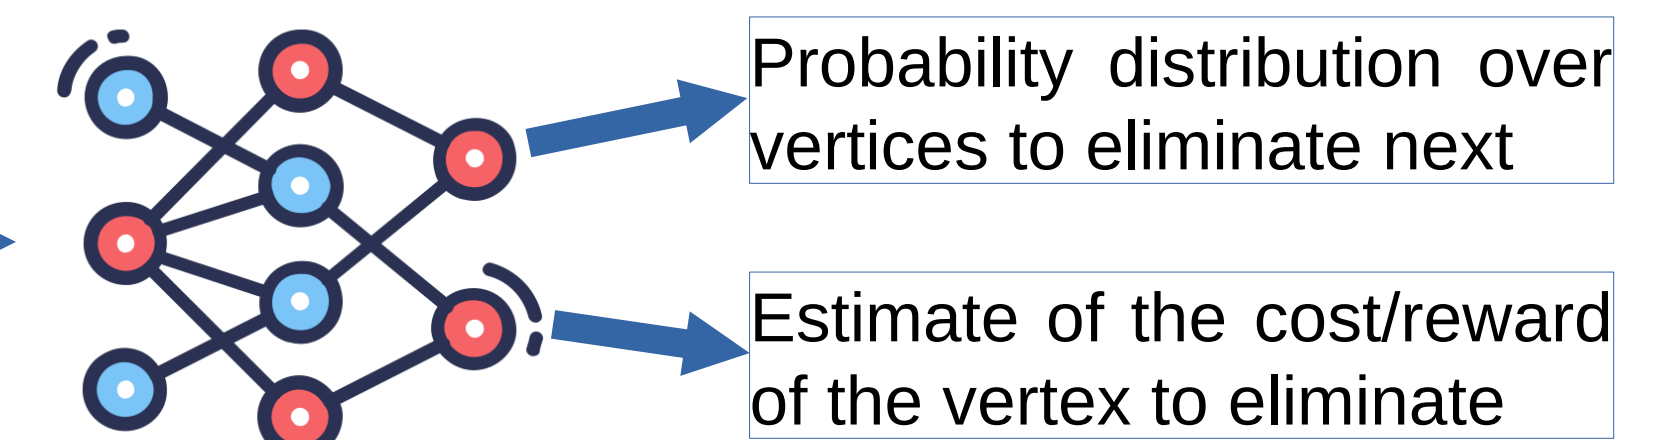 Probability distribution over
vertices to eliminate next
Estimate of the cost/reward
of the vertex to eliminate